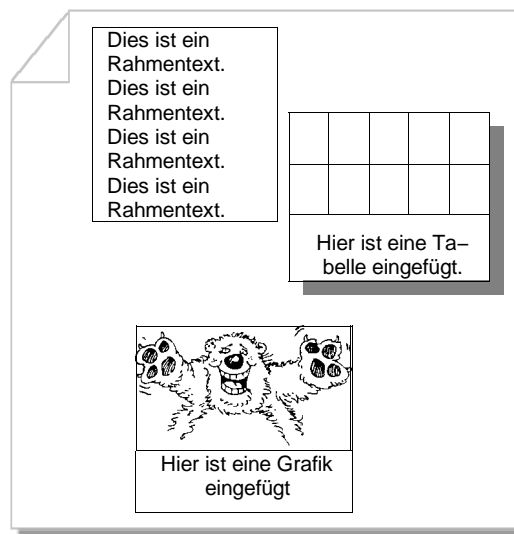 Dies ist ein
Rahmentext.
Dies ist ein
Rahmentext.
Dies ist ein
Rahmentext.
Dies ist ein
Rahmentext.
Hier ist eine Ta–
belle eingefügt.
Hier ist eine Grafik
eingefügt